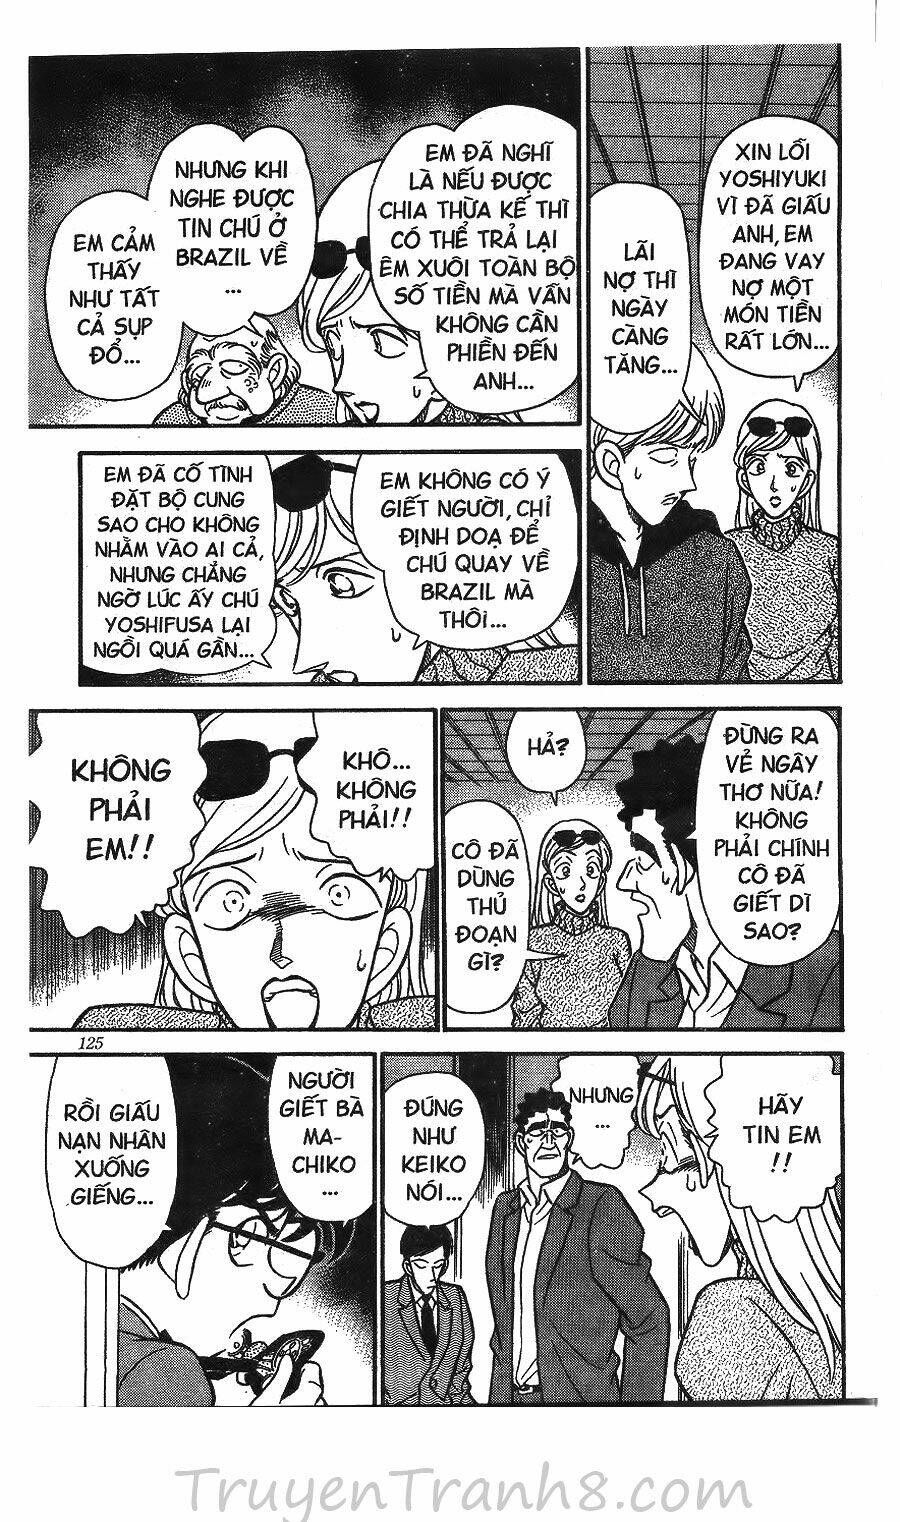 XIN LỖI
YOSHIYUKI
VÌ ĐÃ GIẤU
ANH, EM
ĐANG VAY
NỢ MỘT
MÓN TIỀN
RẤT LỚN...
LÃI
NỢ THÌ
NGÀY
CÀNG
TĂNG...
EM ĐÃ NGHĨ
LÀ NẾU ĐƯỢC
CHIA THỪA KẾ THÌ
CÓ THỂ TRẢ LẠI
ÊM XUÔI TOÀN BỘ
SỐ TIỀN MÀ VẪN
KHÔNG CẦN
PHIỀN ĐẾN
ANH...
NHƯNG KHI
NGHE ĐƯỢC
TIN CHÚ Ở
BRAZIL VỀ
...
EM CẢM
THẤY
NHƯ TẤT
CẢ SỤP
ĐỔ...
EM KHÔNG CÓ Ý
GIẾT NGƯỜI, CHỈ
ĐỊNH DOẠ ĐỂ
CHÚ QUAY VỀ
BRAZIL MÀ
THÔI...
EM ĐÃ CỐ TÌNH
ĐẶT BỘ CUNG
SAO CHO KHÔNG
NHẰM VÀO AI CẢ,
NHƯNG CHẲNG
NGỜ LÚC ẤY CHÚ
YOSHIFUSA LẠI
NGỒI QUÁ GẦN...
ĐỪNG RA
VẺ NGÂY
THƠ NỮA!
KHÔNG
PHẢI CHÍNH
CÔ ĐÃ
GIẾT DÌ
SAO?
HẢ?
CÔ ĐÃ
DÙNG
THỦ
ĐOẠN
GÌ?
KHÔ...
KHÔNG
PHẢI!!
KHÔNG
PHẢI
EM!!
125
HÃY
TIN EM
!!
NHƯNG
...
ĐÚNG
NHƯ
KEIKO
NÓI...
NGƯỜI
GIẾT BÀ
MA-
CHIKO
...
RỒI GIẤU
NẠN NHÂN
XUỐNG
GIẾNG...
TruyenTranh8.com